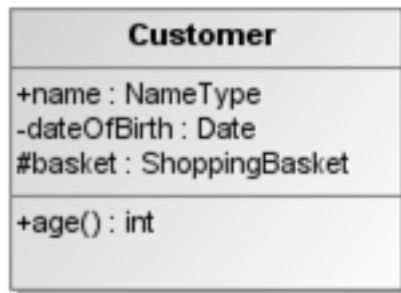 Customer
+name : NameType
-dateOfBirth : Date
#basket : ShoppingBasket
+age() : int